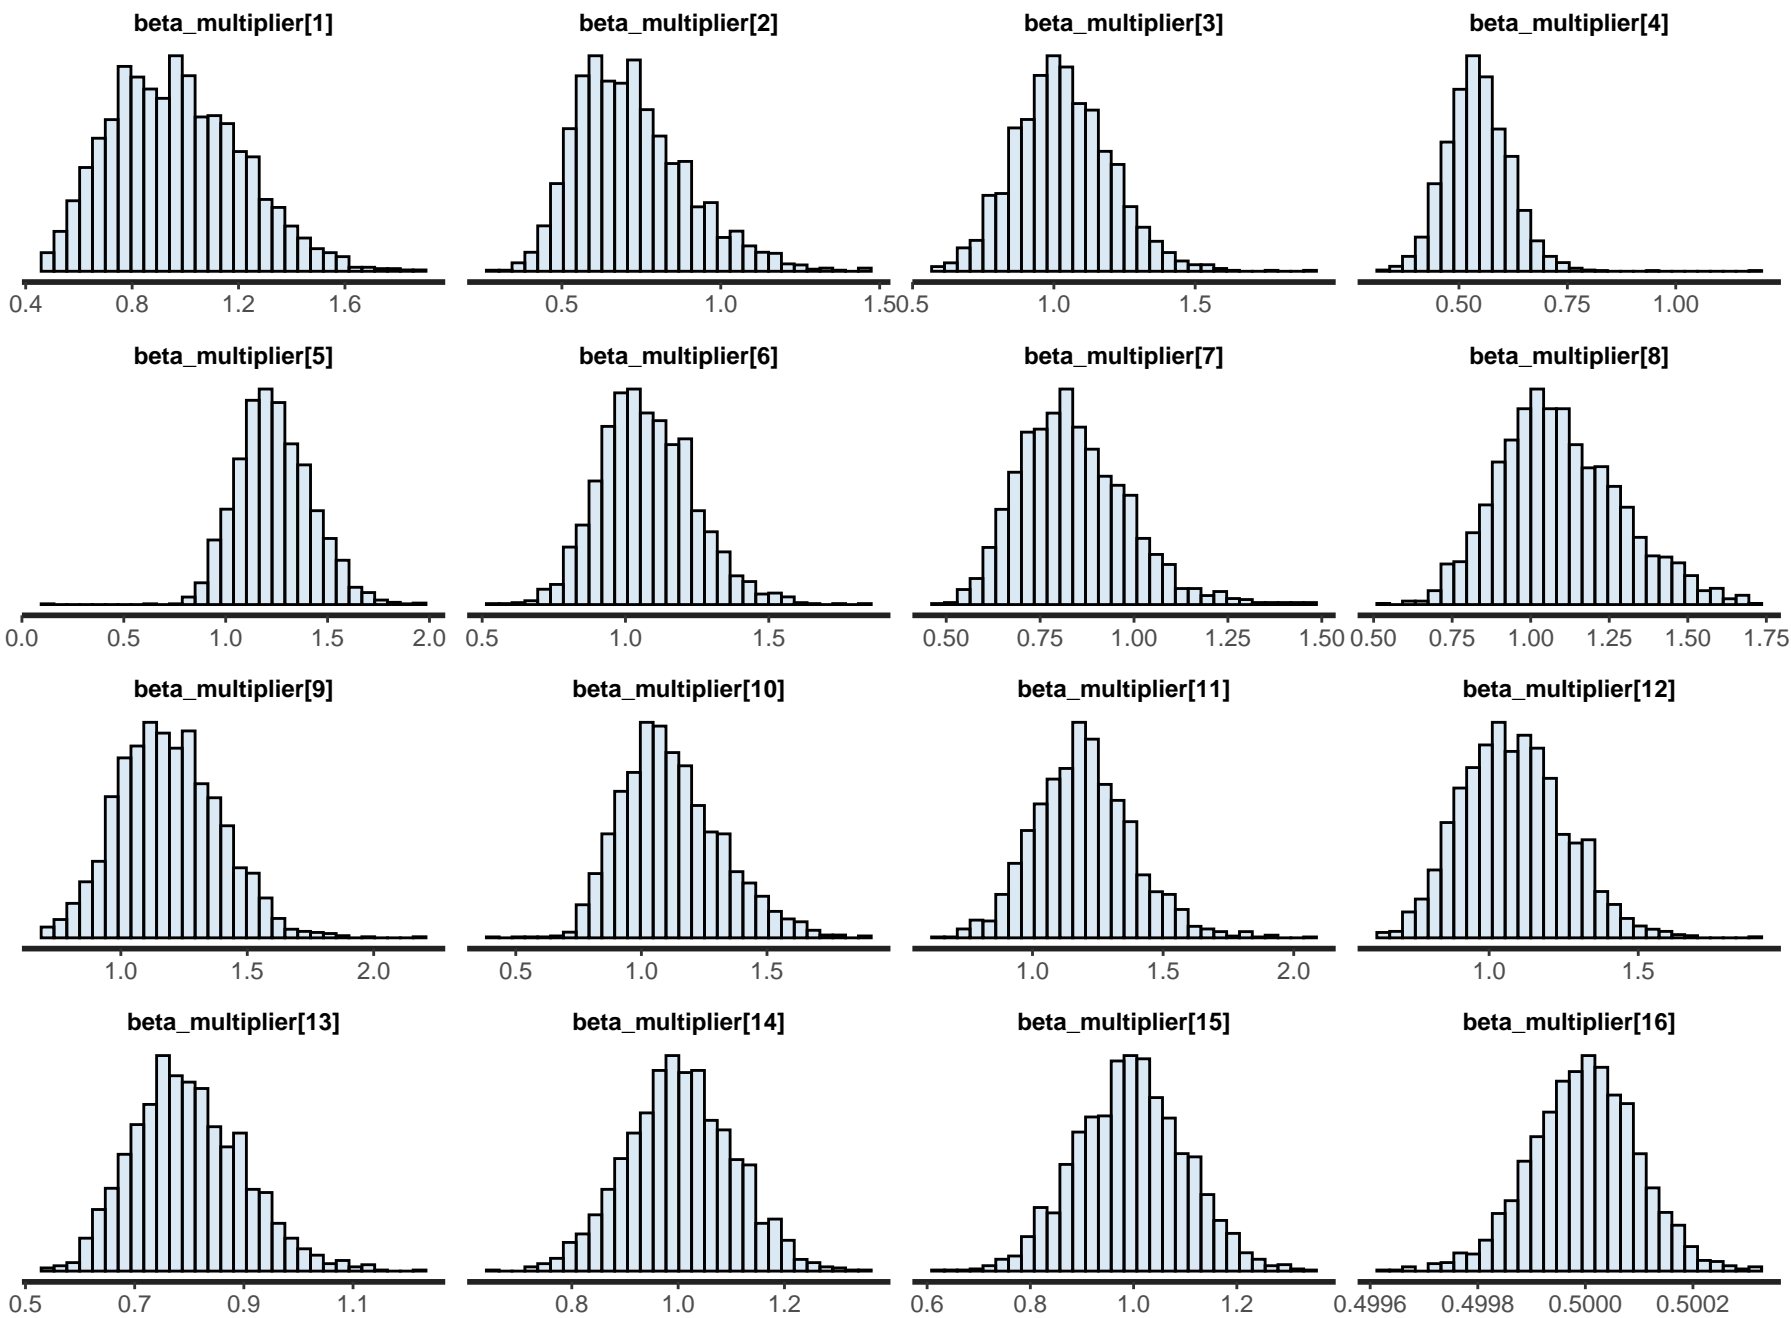 beta_multiplier[1] beta_multiplier[2] beta_multiplier[3] beta_multiplier[4]
0.4 0.8 1.2 1.6 0.5 1.0 1.5 0.5 1.0 1.5 0.50 0.75 1.00
beta_multiplier[5] beta_multiplier[6] beta_multiplier[7] beta_multiplier[8]
0.0 0.5 1.0 1.5 2.0 0.5 1.0 1.5 0.50 0.75 1.00 1.25 1.50 0.50 0.75 1.00 1.25 1.50 1.75
beta_multiplier[9] beta_multiplier[10] beta_multiplier[11] beta_multiplier[12]
1.0 1.5 2.0 0.5 1.0 1.5 1.0 1.5 2.0 1.0 1.5
beta_multiplier[13] beta_multiplier[14] beta_multiplier[15] beta_multiplier[16]
0.5 0.7 0.9 1.1 0.8 1.0 1.2 0.6 0.8 1.0 1.2 0.4996 0.4998 0.5000 0.5002